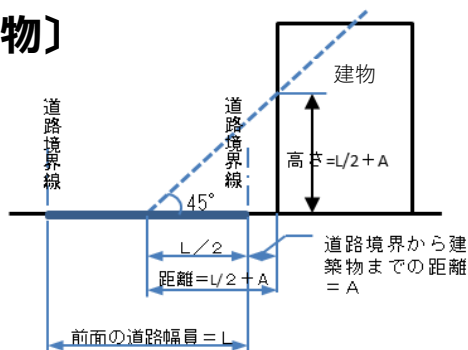 物〕
建物
道路境界線
道路境界線
高さ=L/2＋A
45°
L／2
距離=L/2＋A
道路境界から建
築物までの距離
＝A
前面の道路幅員＝L